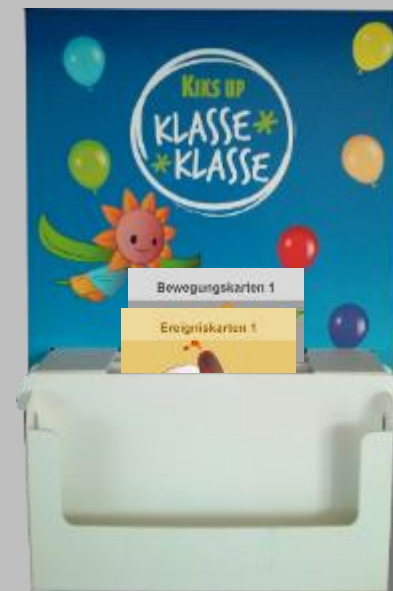 KIKS UP
KLASSE*
*KLASSE
Bewegungskarten 1
Ereigniskarten 1